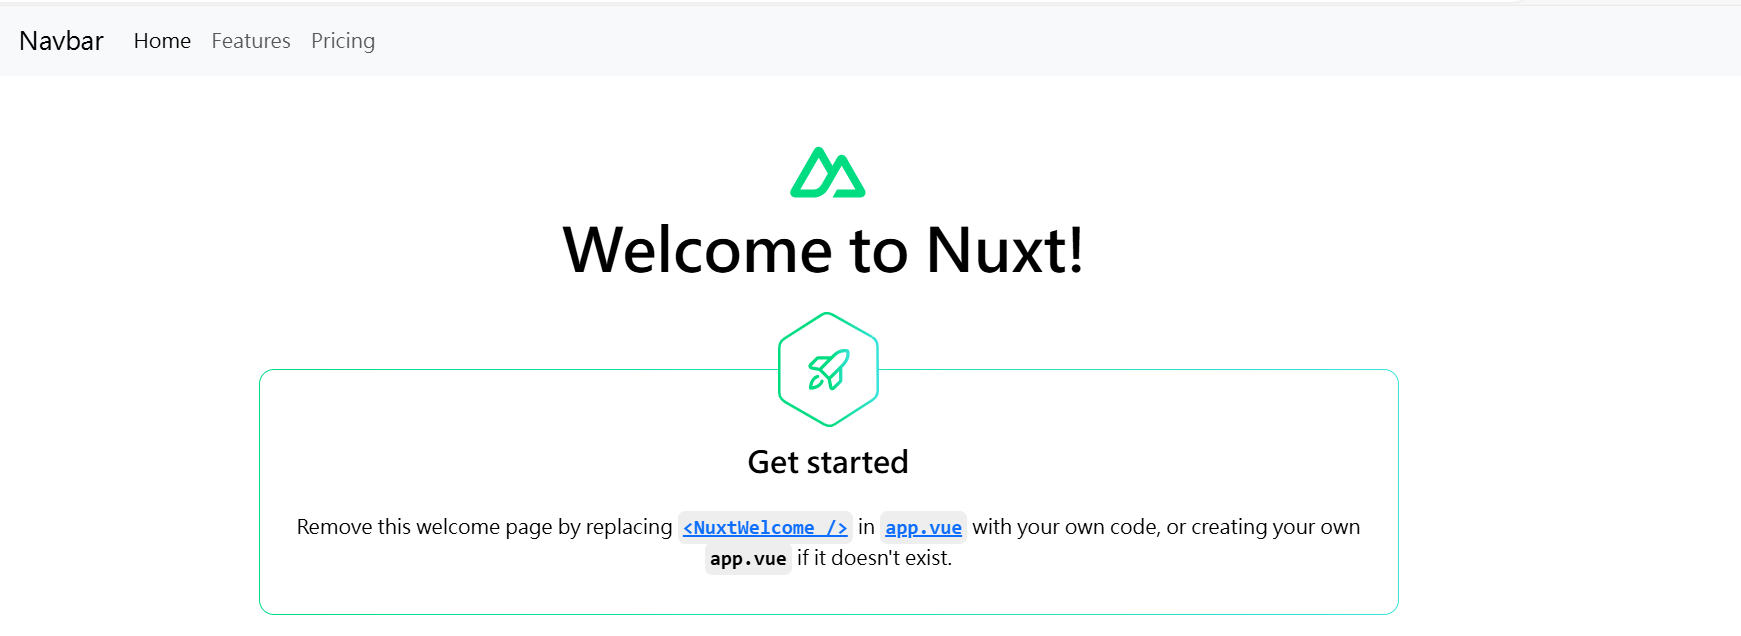 Navbar Home Features Pricing
Welcome to Nuxt!
Get started
Remove this welcome page by replacing <NuxtWelcome /> in app.vue with your own code, or creating your own
app.vue if it doesn't exist.